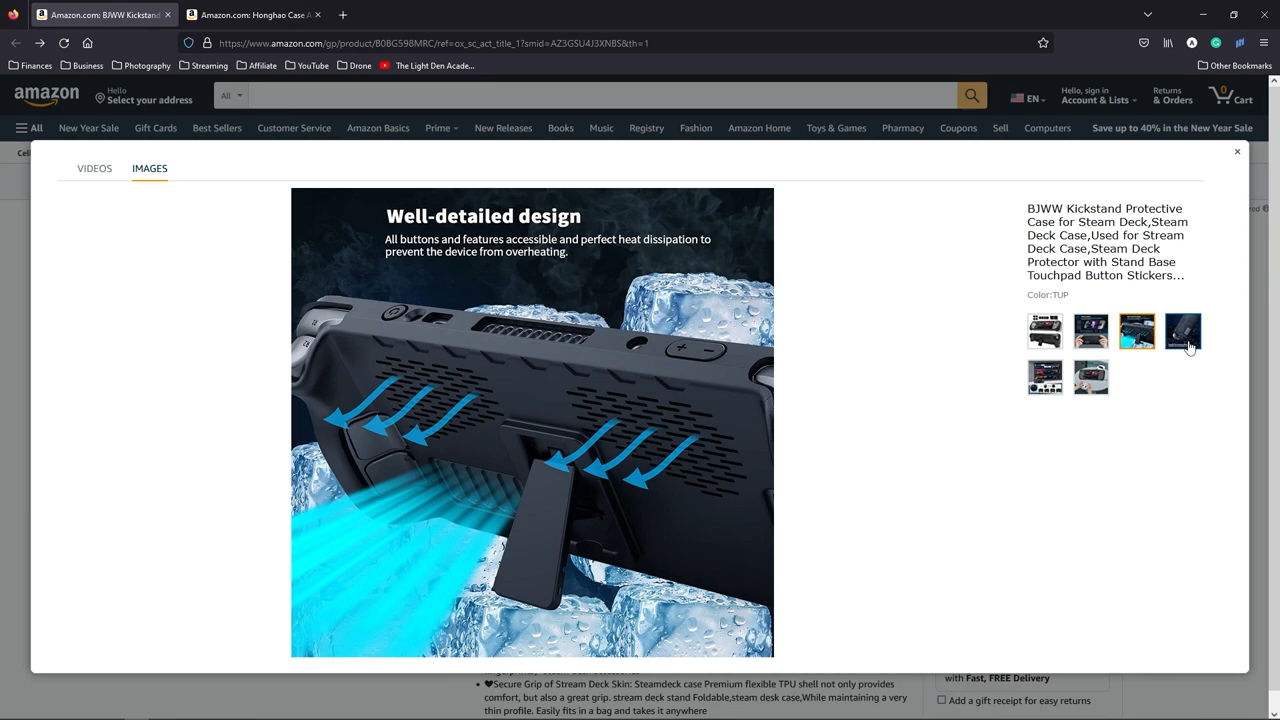 Amazon.com: BJWW Kickstand
Amazon.com: Honghao Case A
https://www.amazon.com/gp/product/B0BG598MRC/ref=ox_sc_act_title_1?smid=AZ3GSU4J3XNBS&th=1
Finances
Business
Photography
Streaming
Affiliate
YouTube
Drone
The Light Den Acade...
Other Bookmarks
amazon
Hello
Select your address
All
EN
Hello, sign in
Account & Lists
Returns
& Orders
0
Cart
All
New Year Sale
Gift Cards
Best Sellers
Customer Service
Amazon Basics
Prime
New Releases
Books
Music
Registry
Fashion
Amazon Home
Toys & Games
Pharmacy
Coupons
Sell
Computers
Save up to 40% in the New Year Sale
VIDEOS
IMAGES
Well-detailed design
All buttons and features accessible and perfect heat dissipation to
prevent the device from overheating.
BJWW Kickstand Protective
Case for Steam Deck,Steam
Deck Case,Used for Stream
Deck Case,Steam Deck
Protector with Stand Base
Touchpad Button Stickers...
Color:TUP
• ♥Secure Grip of Stream Deck Skin: Steamdeck case Premium flexible TPU shell not only provides
comfort, but also a great grip. stream deck stand Foldable,steam desk case,While maintaining a very
thin profile. Easily fits in a bag and takes it anywhere
with Fast, FREE Delivery
Add a gift receipt for easy returns